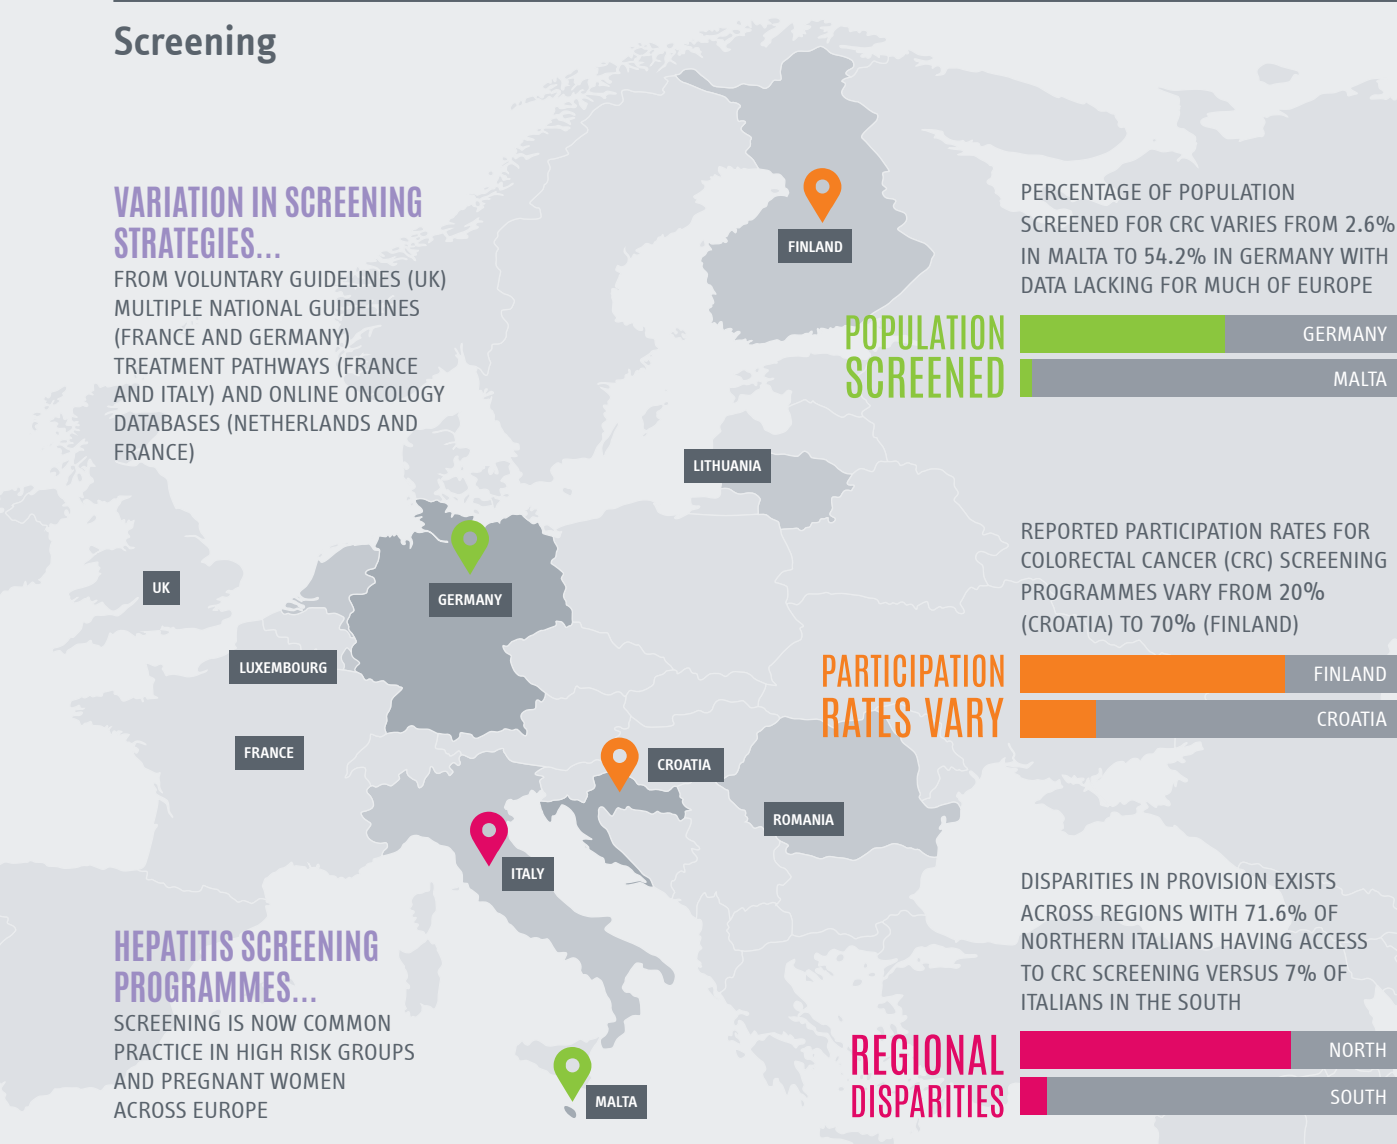 Screening
VARIATION IN SCREENING
STRATEGIES...
FROM VOLUNTARY GUIDELINES (UK)
MULTIPLE NATIONAL GUIDELINES
(FRANCE AND GERMANY)
TREATMENT PATHWAYS (FRANCE
AND ITALY) AND ONLINE ONCOLOGY
DATABASES (NETHERLANDS AND
FRANCE)
HEPATITIS SCREENING
PROGRAMMES...
SCREENING IS NOW COMMON
PRACTICE IN HIGH RISK GROUPS
AND PREGNANT WOMEN
ACROSS EUROPE
FINLAND
LITHUANIA
UK
GERMANY
LUXEMBOURG
FRANCE
CROATIA
ROMANIA
ITALY
MALTA
PERCENTAGE OF POPULATION
SCREENED FOR CRC VARIES FROM 2.6%
IN MALTA TO 54.2% IN GERMANY WITH
DATA LACKING FOR MUCH OF EUROPE
POPULATION
SCREENED
GERMANY
MALTA
REPORTED PARTICIPATION RATES FOR
COLORECTAL CANCER (CRC) SCREENING
PROGRAMMES VARY FROM 20%
(CROATIA) TO 70% (FINLAND)
PARTICIPATION
RATES VARY
FINLAND
CROATIA
DISPARITIES IN PROVISION EXISTS
ACROSS REGIONS WITH 71.6% OF
NORTHERN ITALIANS HAVING ACCESS
TO CRC SCREENING VERSUS 7% OF
ITALIANS IN THE SOUTH
REGIONAL
DISPARITIES
NORTH
SOUTH